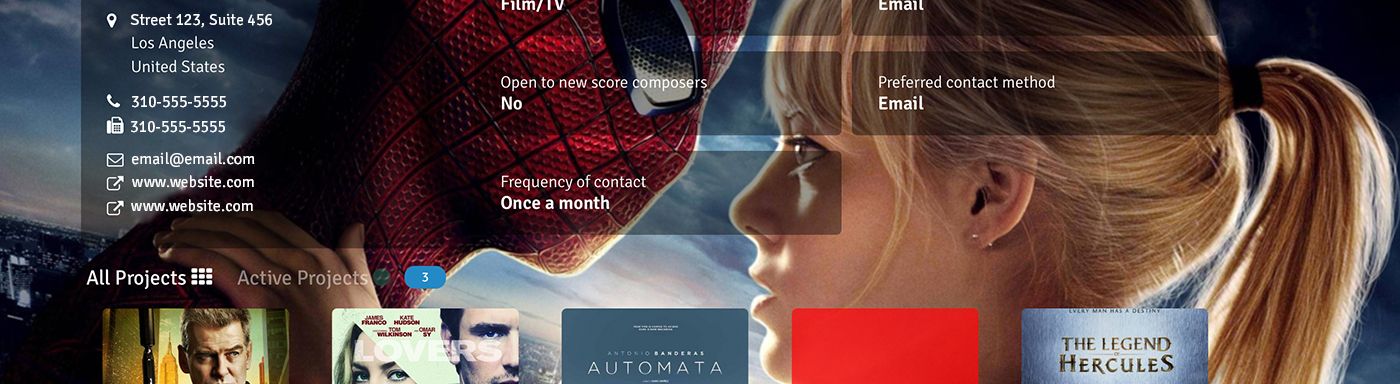 Street 123, Suite 456
Los Angeles
United States
310-555-5555
310-555-5555
email@email.com
www.website.com
www.website.com
Film/TV
Email
Open to new score composers
No
Preferred contact method
Email
Frequency of contact
Once a month
All Projects
Active Projects
3
JAMES FRANCO
KATE HUDSON
TOM WILKINSON AND OMAR SY
LOVERS
ANTONIO BANDERAS
AUTOMATA
EVERY MAN HAS A DESTINY
THE LEGEND
OF HERCULES